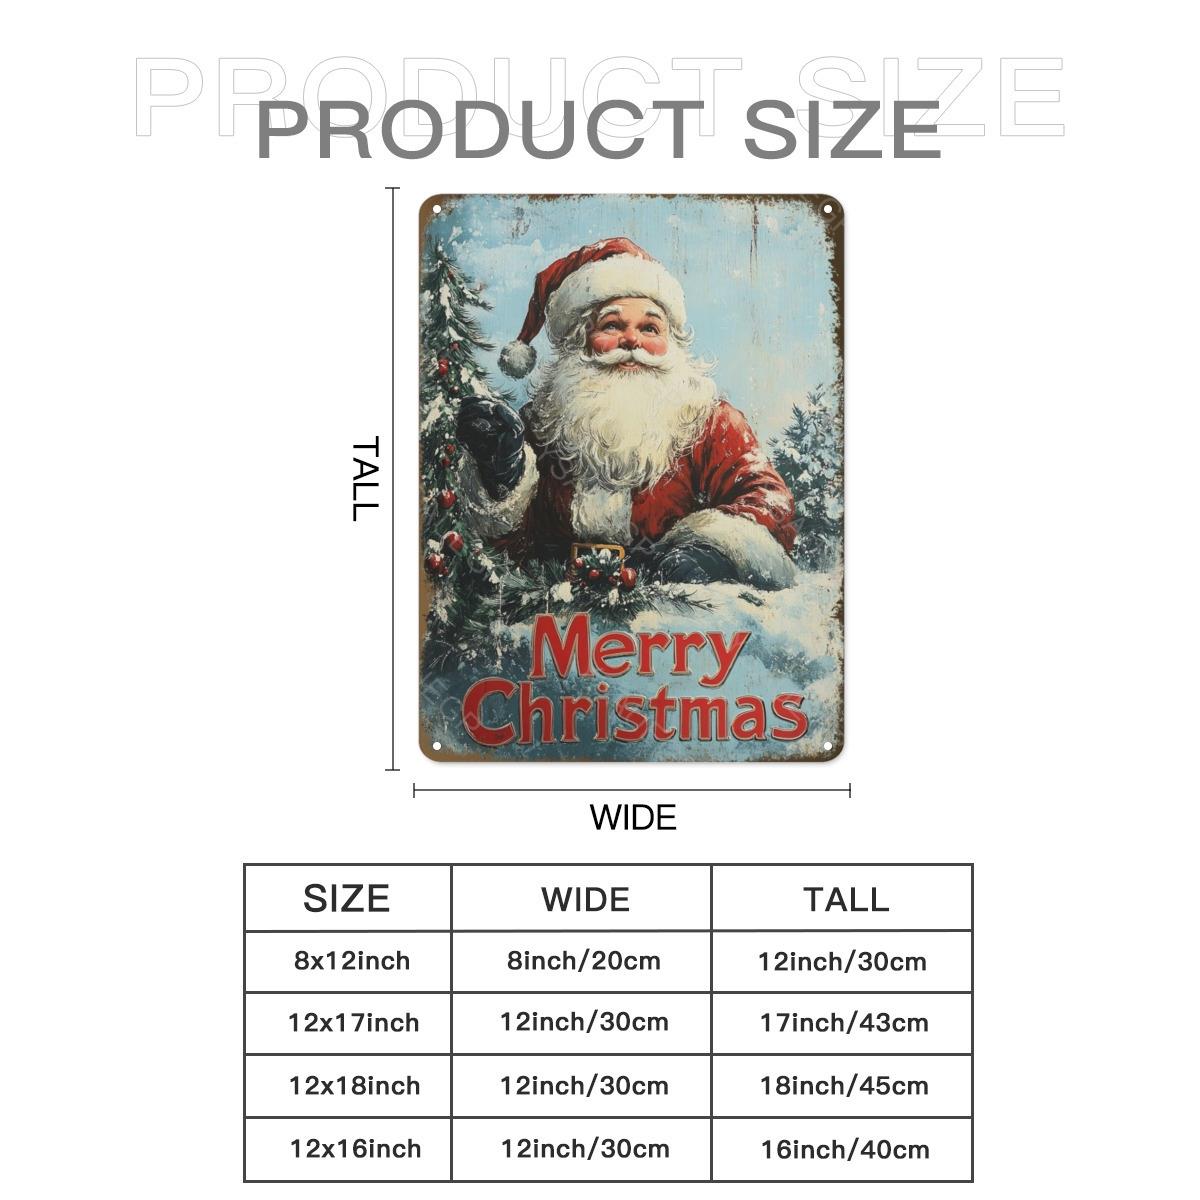 PRODUCT SIZE
PRODUCT SIZE
TALL
Merry
Christmas
WIDE
SIZE WIDE TALL
8x12inch 8inch/20cm 12inch/30cm
12x17inch 12inch/30cm 17inch/43cm
12x18inch 12inch/30cm 18inch/45cm
12x16inch 12inch/30cm 16inch/40cm